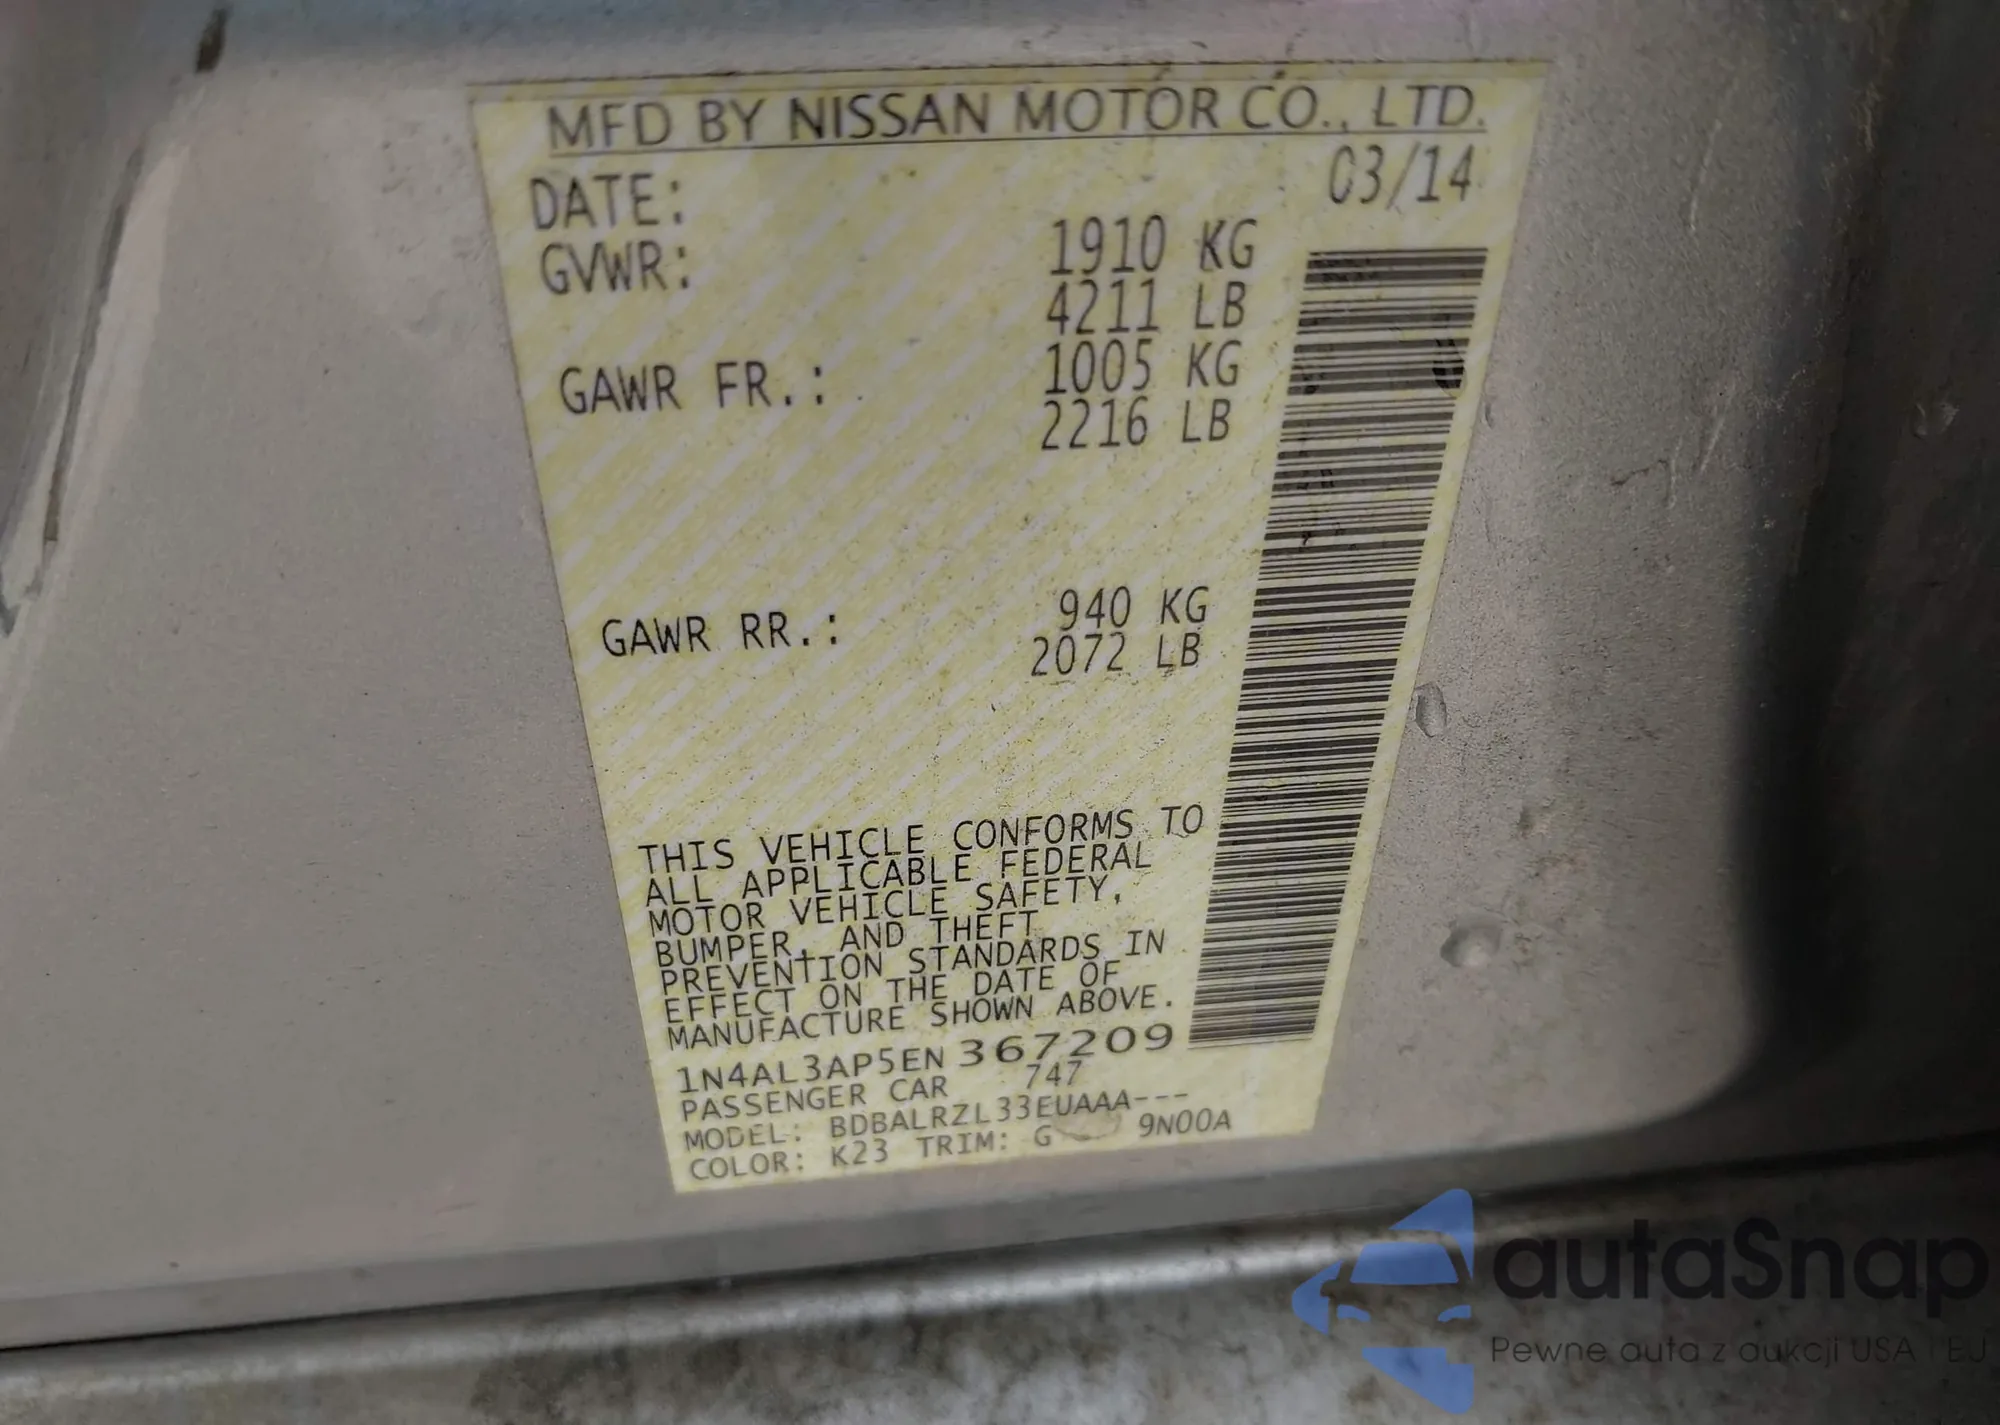 MFD BY NISSAN MOTOR CO., LTD.
DATE: 03/14
GVWR: 1910 KG
4211 LB
GAWR FR.: 1005 KG
2216 LB
GAWR RR.: 940 KG
2072 LB
THIS VEHICLE CONFORMS TO
ALL APPLICABLE FEDERAL
MOTOR VEHICLE SAFETY,
BUMPER, AND THEFT
PREVENTION STANDARDS IN
EFFECT ON THE DATE OF
MANUFACTURE SHOWN ABOVE.
1N4AL3AP5EN367209
PASSENGER CAR 747
MODEL: BDBALRZL33EUAAA---
COLOR: K23 TRIM: G 9N00A
autaSnap
Pewne auta z aukcji USA i EU